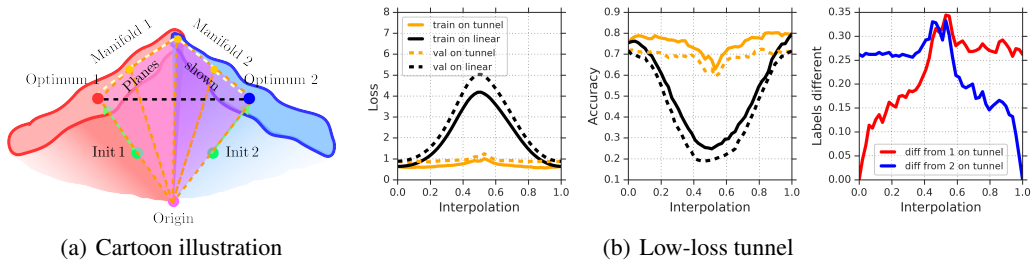 Manifold 1
Manifold 2
Optimum 1
Planes
shown
Optimum 2
Init 1
Init 2
Origin
(a) Cartoon illustration
8
7
6
5
4
3
2
1
0
Loss
train on tunnel
train on linear
val on tunnel
val on linear
0.0 0.2 0.4 0.6 0.8 1.0
Interpolation
0.9
0.8
0.7
0.6
0.5
0.4
0.3
0.2
0.1
Accuracy
0.0 0.2 0.4 0.6 0.8 1.0
Interpolation
0.35
0.30
0.25
0.20
0.15
0.10
0.05
0.00
Labels different
diff from 1 on tunnel
diff from 2 on tunnel
0.0 0.2 0.4 0.6 0.8 1.0
Interpolation
(b) Low-loss tunnel